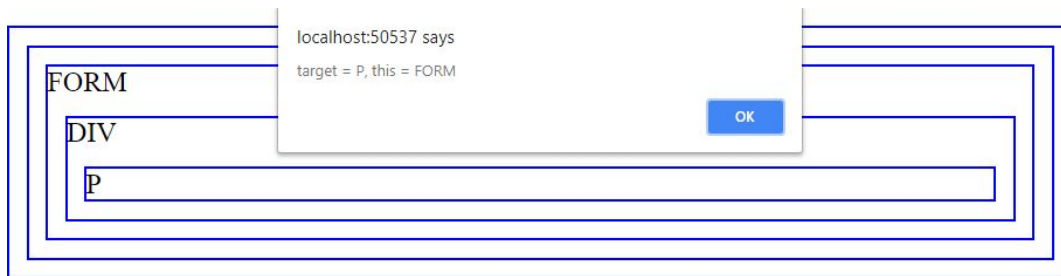 localhost:50537 says
target = P, this = FORM
OK
FORM
DIV
P